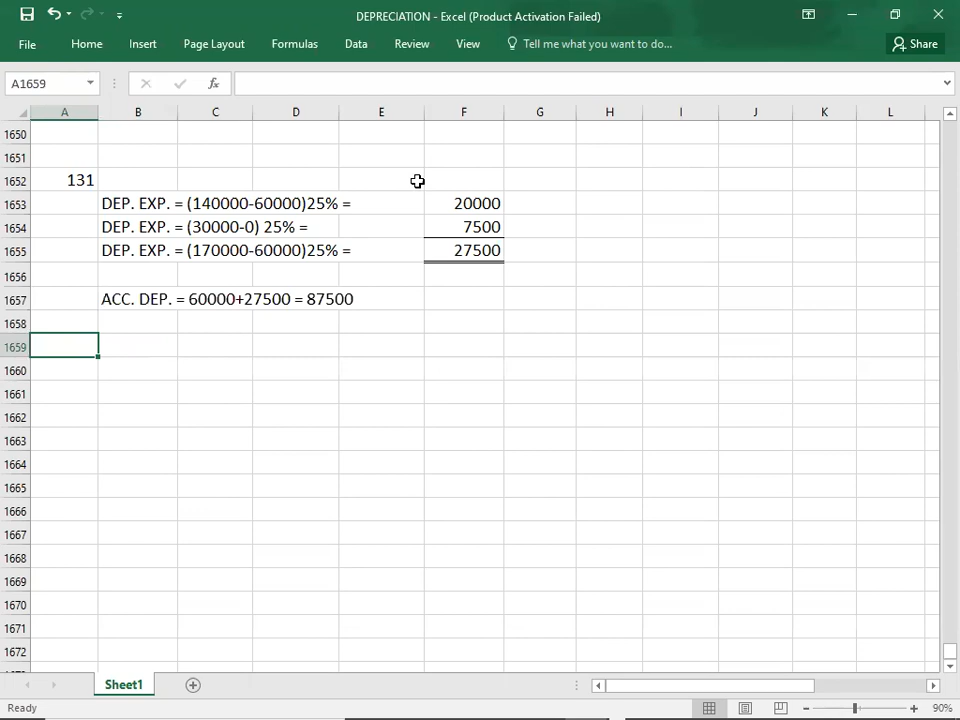 DEPRECIATION - Excel (Product Activation Failed)
File Home Insert Page Layout Formulas Data Review View Tell me what you want to do... Share
A1659 fx
A B C D E F G H I J K L
1650
1651
1652 131
1653 DEP. EXP. = (140000-60000)25% = 20000
1654 DEP. EXP. = (30000-0) 25% = 7500
1655 DEP. EXP. = (170000-60000)25% = 27500
1656
1657 ACC. DEP. = 60000+27500 = 87500
1658
1659
1660
1661
1662
1663
1664
1665
1666
1667
1668
1669
1670
1671
1672
Sheet1
Ready 90%